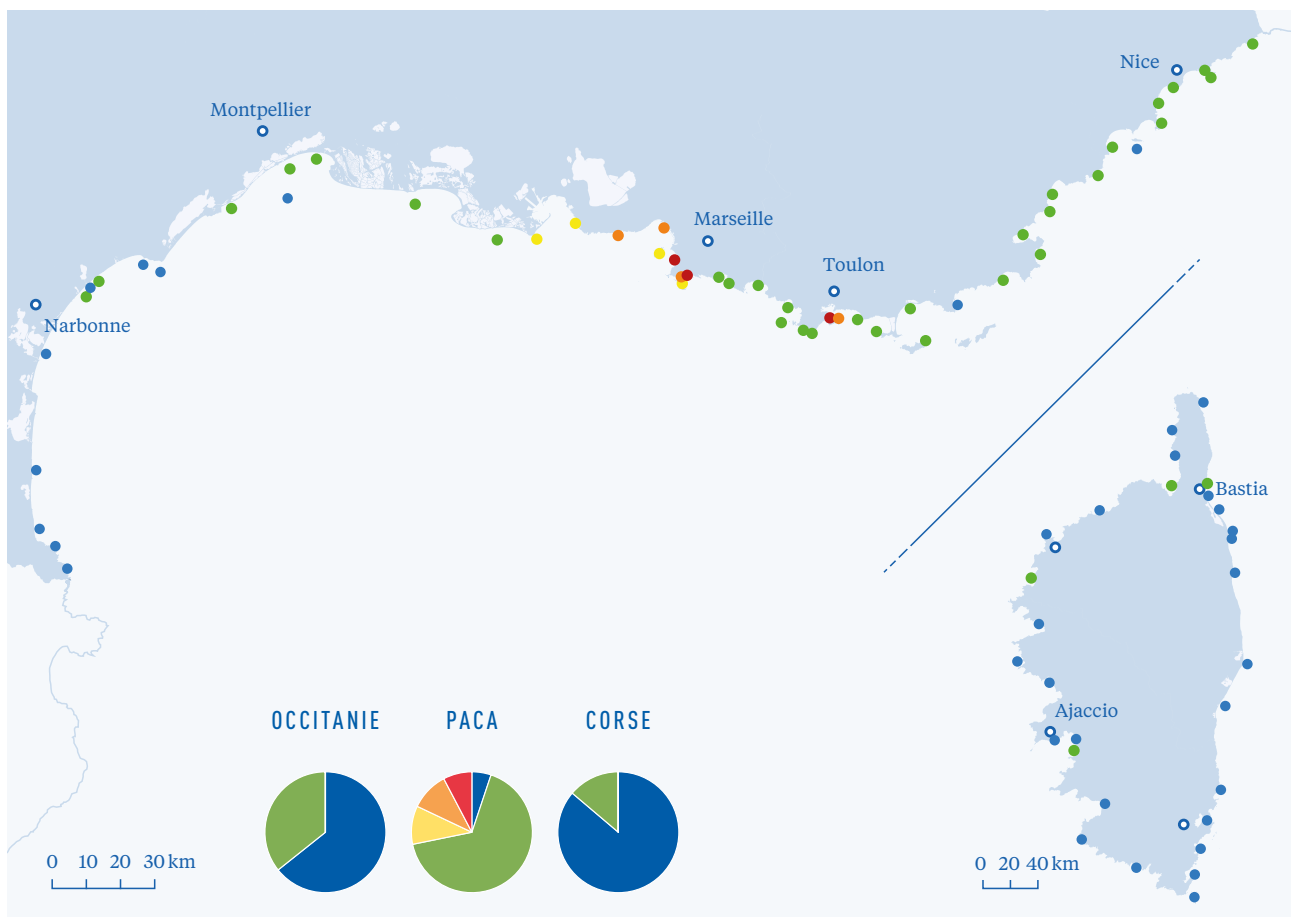 Nice
Montpellier
Marseille
Toulon
Narbonne
Bastia
Ajaccio
OCCITANIE
PACA
CORSE
0 10 20 30 km
0 20 40 km